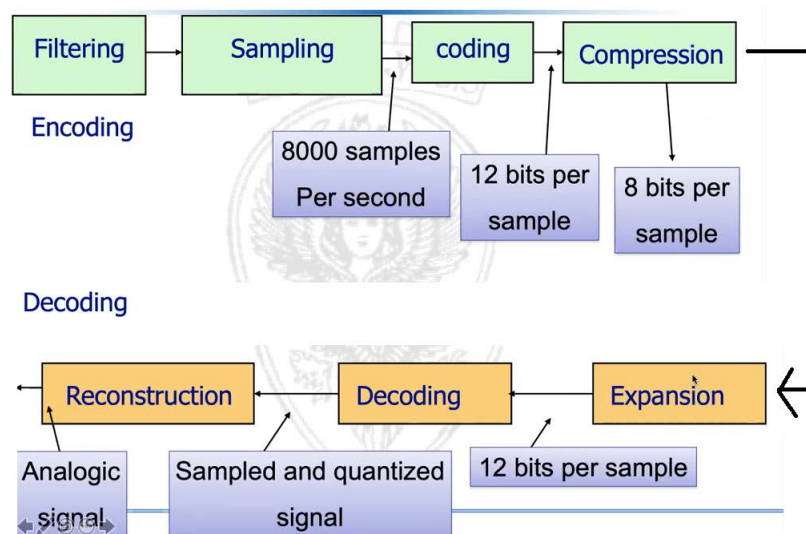 Filtering
Sampling
coding
Compression
Encoding
8000 samples
Per second
12 bits per
sample
8 bits per
sample
Decoding
Reconstruction
Decoding
Expansion
Analogic
signal
Sampled and quantized
signal
12 bits per sample